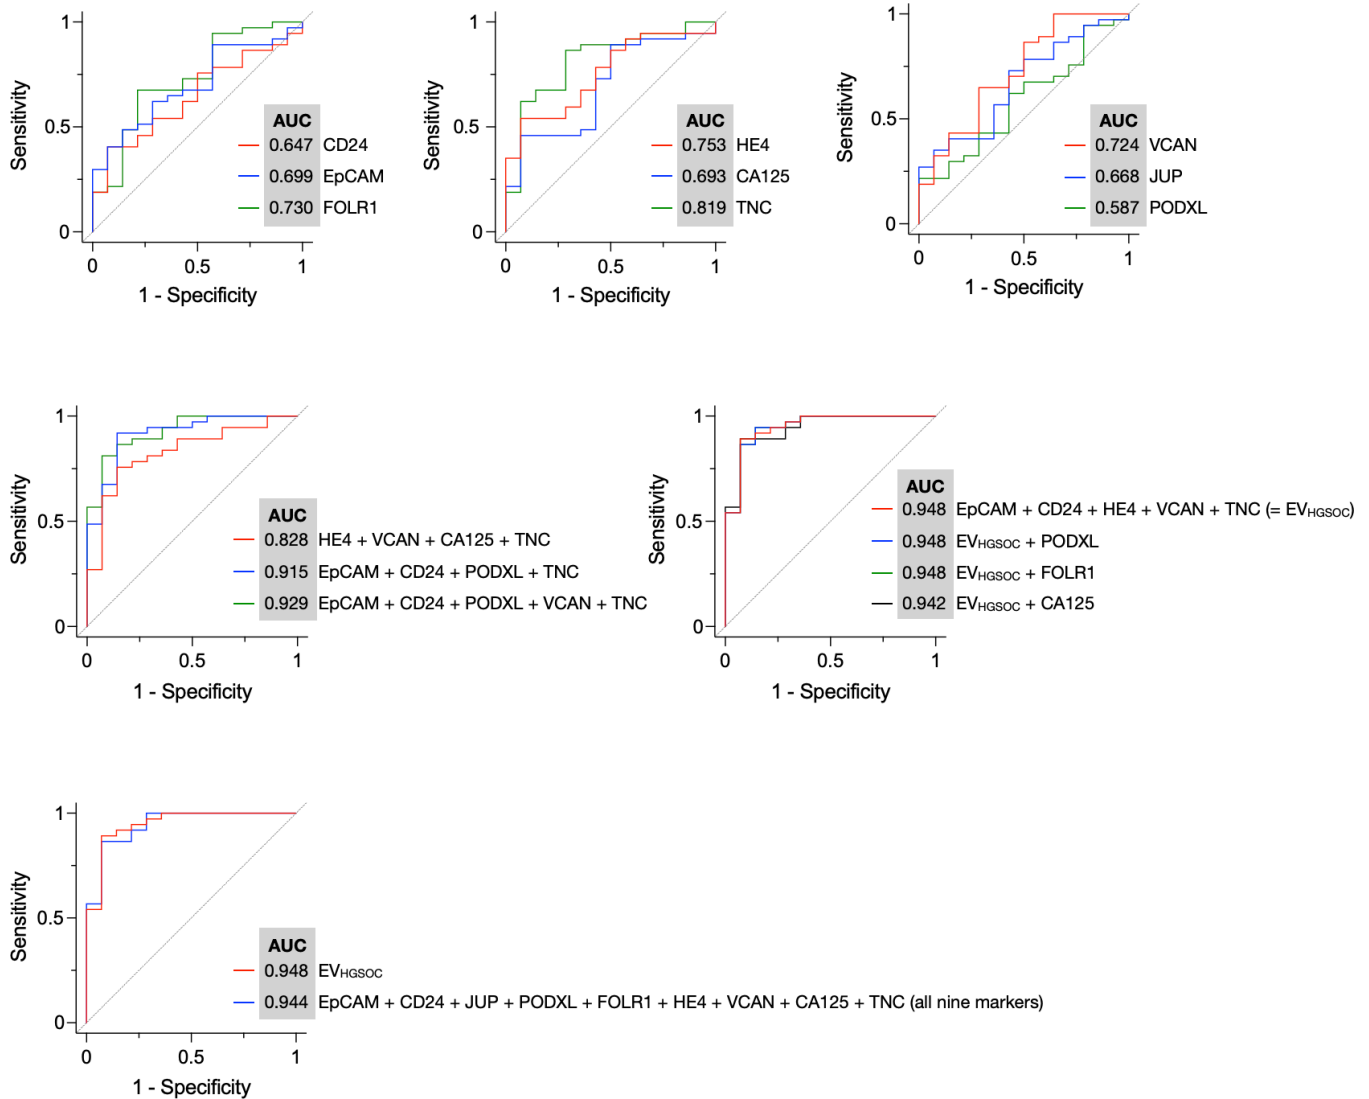 1
0.5
0
Sensitivity
0
0.5
1
1 - Specificity
AUC
0.647 CD24
0.699 EpCAM
0.730 FOLR1
1
0.5
0
Sensitivity
0
0.5
1
1 - Specificity
AUC
0.753 HE4
0.693 CA125
0.819 TNC
1
0.5
0
Sensitivity
0
0.5
1
1 - Specificity
AUC
0.724 VCAN
0.668 JUP
0.587 PODXL
1
0.5
0
Sensitivity
0
0.5
1
1 - Specificity
AUC
0.828 HE4 + VCAN + CA125 + TNC
0.915 EpCAM + CD24 + PODXL + TNC
0.929 EpCAM + CD24 + PODXL + VCAN + TNC
1
0.5
0
Sensitivity
0
0.5
1
1 - Specificity
AUC
0.948 EpCAM + CD24 + HE4 + VCAN + TNC (= EVHGSOC)
0.948 EVHGSOC + PODXL
0.948 EVHGSOC + FOLR1
0.942 EVHGSOC + CA125
1
0.5
0
Sensitivity
0
0.5
1
1 - Specificity
AUC
0.948 EVHGSOC
0.944 EpCAM + CD24 + JUP + PODXL + FOLR1 + HE4 + VCAN + CA125 + TNC (all nine markers)